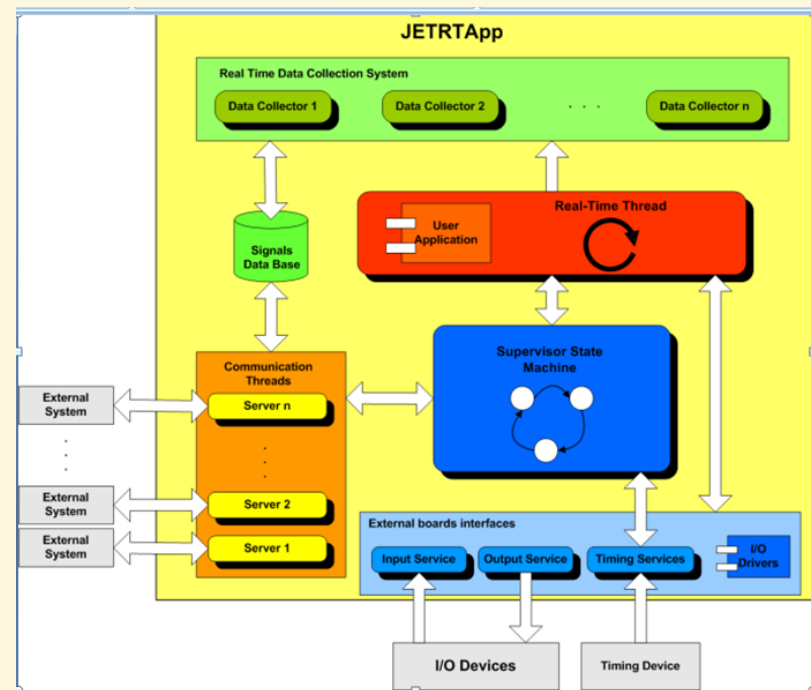 JETRTApp
Real Time Data Collection System
Data Collector 1
Data Collector 2
. . .
Data Collector n
Real-Time Thread
User
Application
Signals
Data Base
Supervisor State
Machine
Communication
Threads
External
System
Server n
.
.
.
.
.
.
External
System
Server 2
External
System
Server 1
External boards interfaces
Input Service
Output Service
Timing Services
I/O
Drivers
I/O Devices
Timing Device